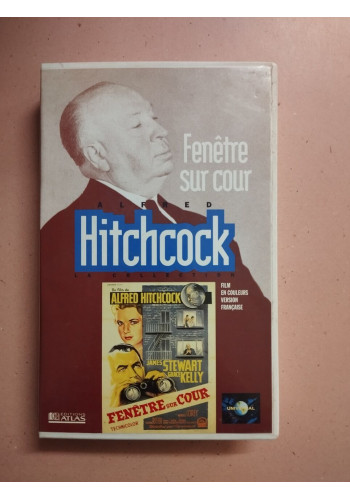 Fenêtre
sur cour
ALFRED
Hitchcock
LA COLLECTION
FILM
EN COULEURS
VERSION
FRANÇAISE
Un film de
ALFRED HITCHCOCK
JAMES
STEWART
GRACE
KELLY
FENÊTRE SUR COUR
TECHNICOLOR
EDITIONS
ATLAS
UNIVERSAL